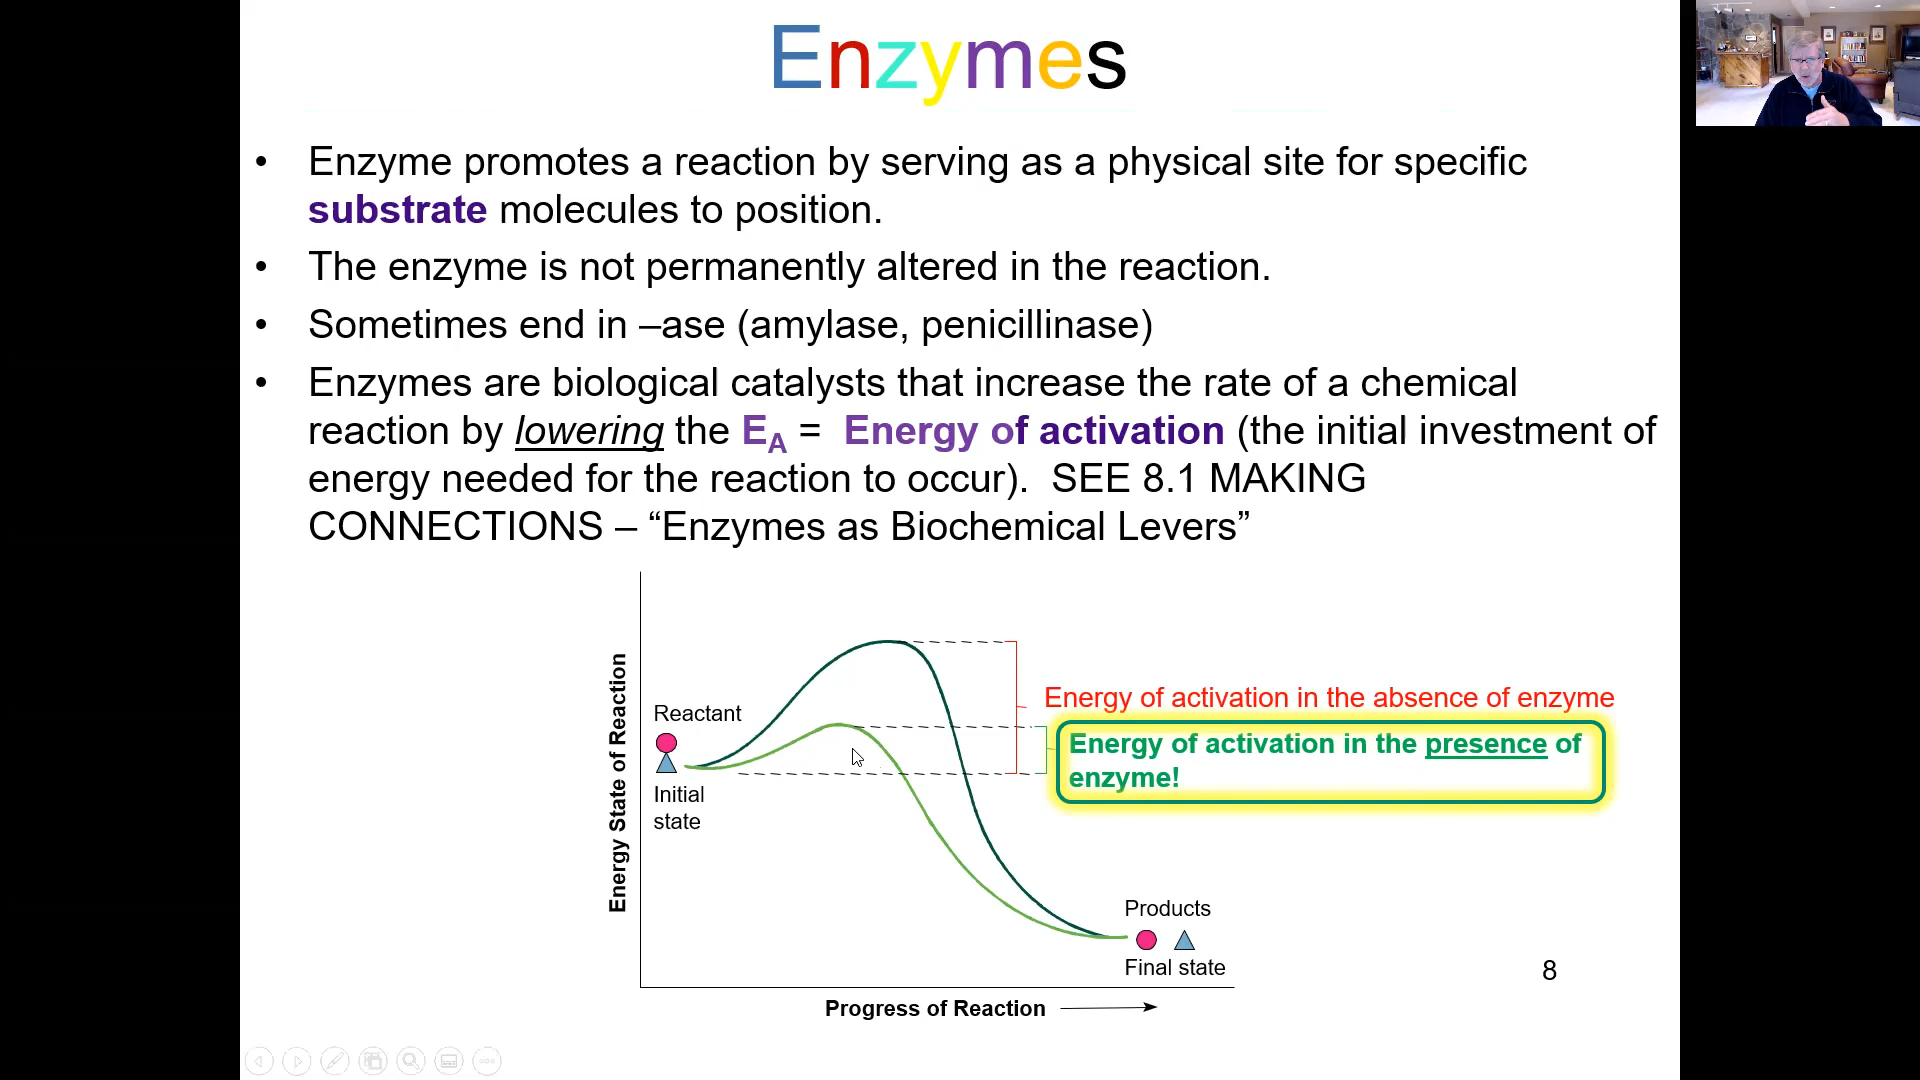 Enzymes
• Enzyme promotes a reaction by serving as a physical site for specific
substrate molecules to position.
• The enzyme is not permanently altered in the reaction.
• Sometimes end in –ase (amylase, penicillinase)
• Enzymes are biological catalysts that increase the rate of a chemical
reaction by lowering the EA = Energy of activation (the initial investment of
energy needed for the reaction to occur). SEE 8.1 MAKING
CONNECTIONS – “Enzymes as Biochemical Levers”
Energy State of Reaction
Reactant
Initial
state
Energy of activation in the absence of enzyme
Energy of activation in the presence of
enzyme!
Products
Final state
Progress of Reaction
8